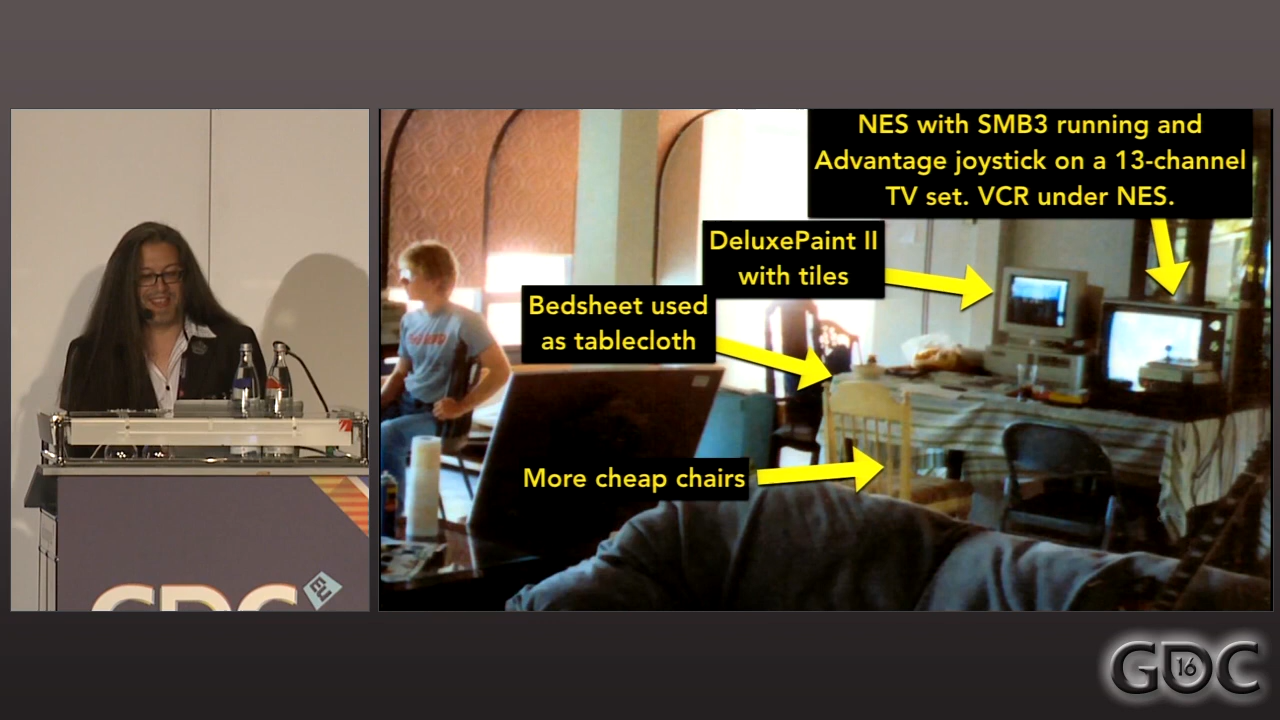 NES with SMB3 running and
Advantage joystick on a 13-channel
TV set. VCR under NES.
DeluxePaint II
with tiles
Bedsheet used
as tablecloth
More cheap chairs
GDC
GDC 16